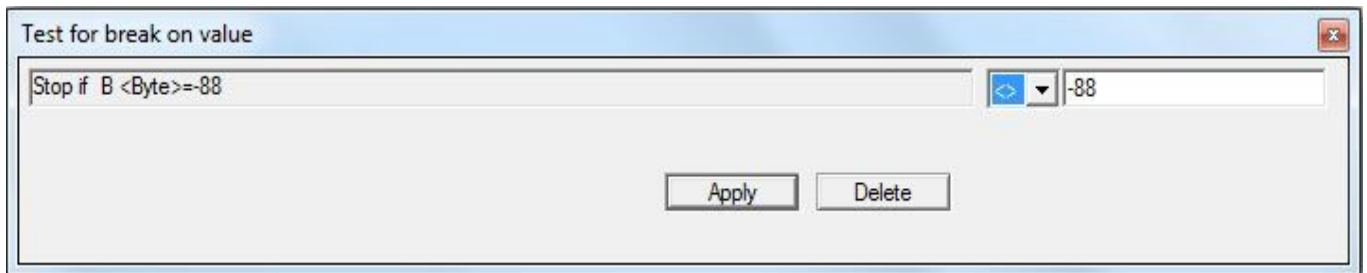 Test for break on value
Stop if B <Byte>=-88 <> -88
Apply Delete